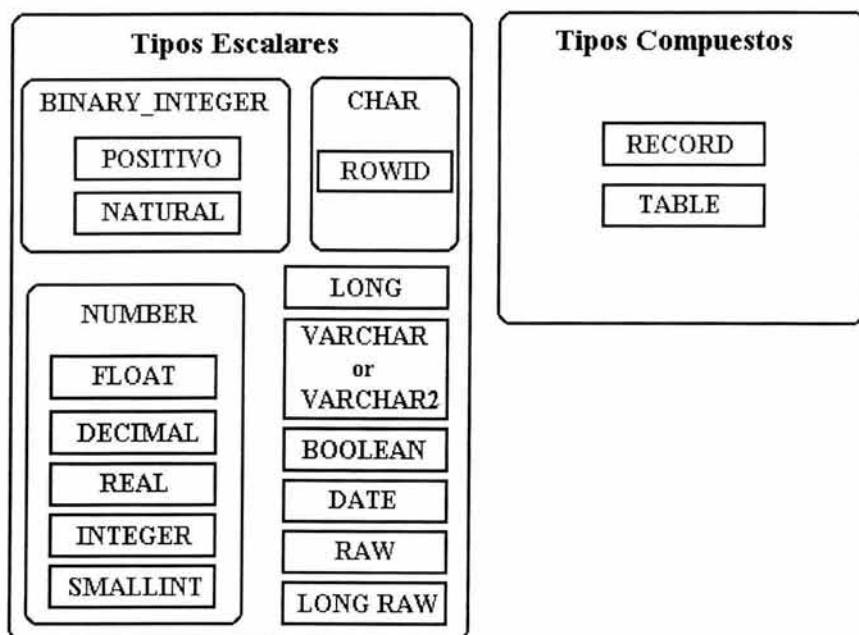 Tipos Escalares
BINARY_INTEGER
POSITIVO
NATURAL
CHAR
ROWID
NUMBER
FLOAT
DECIMAL
REAL
INTEGER
SMALLINT
LONG
VARCHAR
or
VARCHAR2
BOOLEAN
DATE
RAW
LONG RAW
Tipos Compuestos
RECORD
TABLE